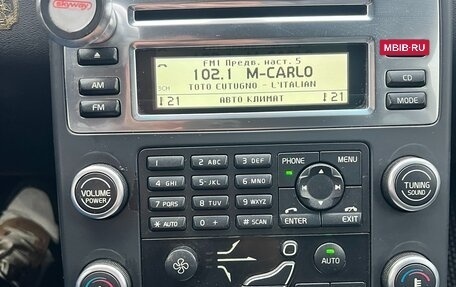 skyway
MBIB·RU
FM1 Предв. наст. 5
102.1 M-CARLO
SCH TOTO CUTUGNO - L'ITALIAN
21 АВТО КЛИМАТ 21
AM
FM
CD
MODE
1 2 ABC 3 DEF
4 GHI 5 JKL 6 MNO
7 PQRS 8 TUV 9 WXYZ
* AUTO 0 + # SCAN
PHONE MENU
ENTER EXIT
VOLUME
POWER
TUNING
SOUND
AUTO